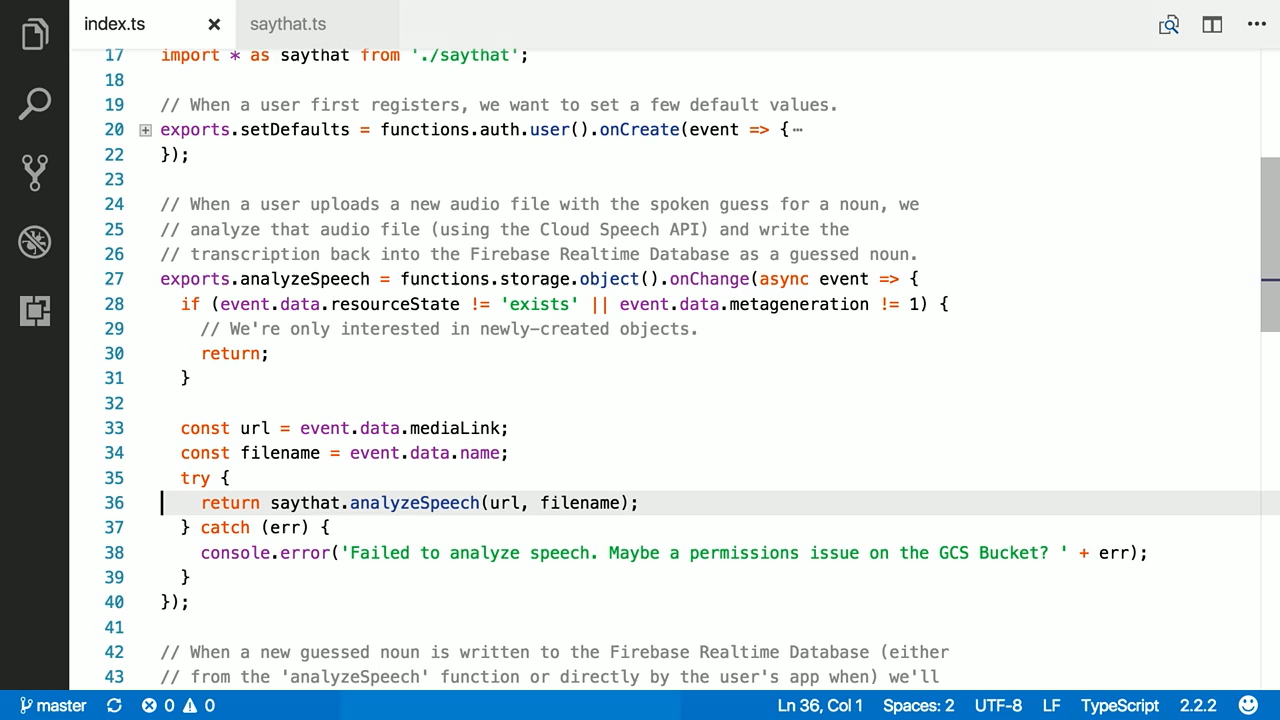 index.ts
saythat.ts
17 import * as saythat from './saythat';
18
19 // When a user first registers, we want to set a few default values.
20 exports.setDefaults = functions.auth.user().onCreate(event => {⋯
22 });
23
24 // When a user uploads a new audio file with the spoken guess for a noun, we
25 // analyze that audio file (using the Cloud Speech API) and write the
26 // transcription back into the Firebase Realtime Database as a guessed noun.
27 exports.analyzeSpeech = functions.storage.object().onChange(async event => {
28 if (event.data.resourceState != 'exists' || event.data.metageneration != 1) {
29 // We're only interested in newly-created objects.
30 return;
31 }
32
33 const url = event.data.mediaLink;
34 const filename = event.data.name;
35 try {
36 return saythat.analyzeSpeech(url, filename);
37 } catch (err) {
38 console.error('Failed to analyze speech. Maybe a permissions issue on the GCS Bucket? ' + err);
39 }
40 });
41
42 // When a new guessed noun is written to the Firebase Realtime Database (either
43 // from the 'analyzeSpeech' function or directly by the user's app when) we'll
master 0 0 Ln 36, Col 1 Spaces: 2 UTF-8 LF TypeScript 2.2.2